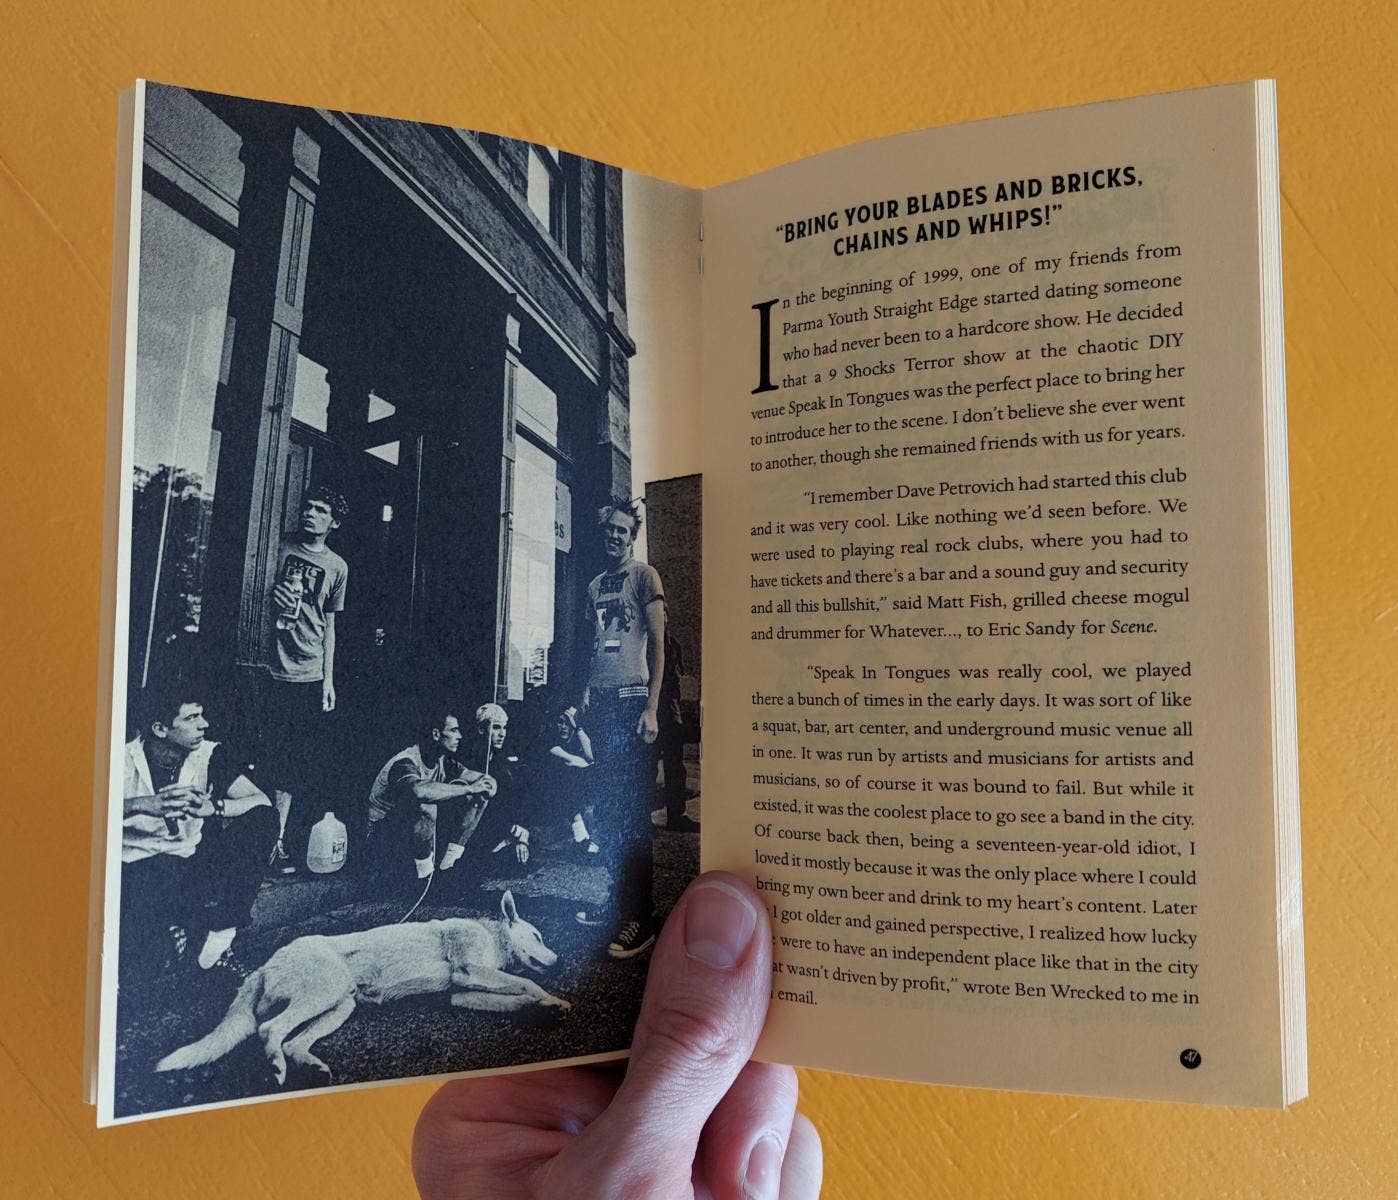 “BRING YOUR BLADES AND BRICKS,
CHAINS AND WHIPS!”
In the beginning of 1999, one of my friends from
Parma Youth Straight Edge started dating someone
who had never been to a hardcore show. He decided
that a 9 Shocks Terror show at the chaotic DIY
venue Speak In Tongues was the perfect place to bring her
to introduce her to the scene. I don’t believe she ever went
to another, though she remained friends with us for years.
“I remember Dave Petrovich had started this club
and it was very cool. Like nothing we’d seen before. We
were used to playing real rock clubs, where you had to
have tickets and there’s a bar and a sound guy and security
and all this bullshit,” said Matt Fish, grilled cheese mogul
and drummer for Whatever..., to Eric Sandy for Scene.
“Speak In Tongues was really cool, we played
there a bunch of times in the early days. It was sort of like
a squat, bar, art center, and underground music venue all
in one. It was run by artists and musicians for artists and
musicians, so of course it was bound to fail. But while it
existed, it was the coolest place to go see a band in the city.
Of course back then, being a seventeen-year-old idiot, I
loved it mostly because it was the only place where I could
bring my own beer and drink to my heart’s content. Later
I got older and gained perspective, I realized how lucky
were to have an independent place like that in the city
wasn’t driven by profit,” wrote Ben Wrecked to me in
email.
47